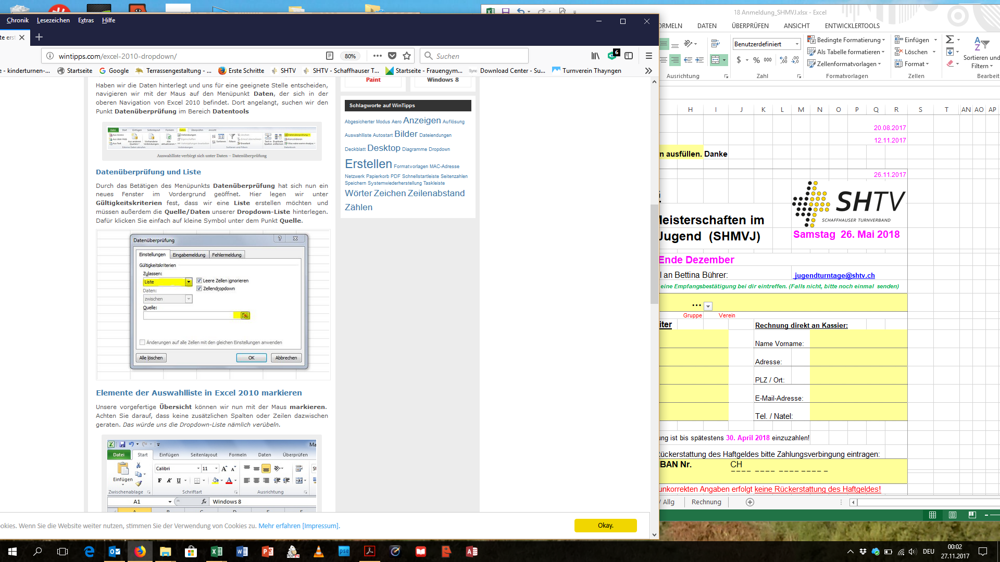 18 Anmeldung_SHMVJ.xlsx - Excel
Chronik Lesezeichen Extras Hilfe
te erst
wintipps.com/excel-2010-dropdown/
80%
Suchen
6
e - kinderturnen-... Startseite Google Terrassengestaltung - ... Erste Schritte SHTV SHTV - Schaffhauser T... Startseite - Frauengym... Download Center - Su... Turnverein Thayngen
Haben wir die Daten hinterlegt und uns für eine geeignete Stelle entscheiden,
navigieren wir mit der Maus auf den Menüpunkt Daten, der sich in der
oberen Navigation von Excel 2010 befindet. Dort angelangt, suchen wir den
Punkt Datenüberprüfung im Bereich Datentools
Auswahlliste verbirgt sich unter Daten – Datenüberprüfung
Datenüberprüfung und Liste
Durch das Betätigen des Menüpunkts Datenüberprüfung hat sich nun ein
neues Fenster im Vordergrund geöffnet. Hier legen wir unter
Gültigkeitskriterien fest, dass wir eine Liste erstellen möchten und
müssen außerdem die Quelle/Daten unserer Dropdown-Liste hinterlegen.
Dafür klicken Sie einfach auf kleine Symbol unter dem Punkt Quelle.
Datenüberprüfung
Einstellungen Eingabemeldung Fehlermeldung
Gültigkeitskriterien
Zulassen:
Liste
Leere Zellen ignorieren
Zellendropdown
Daten:
zwischen
Quelle:
Änderungen auf alle Zellen mit den gleichen Einstellungen anwenden
Alle löschen OK Abbrechen
Elemente der Auswahlliste in Excel 2010 markieren
Unsere vorgefertige Übersicht können wir nun mit der Maus markieren.
Achten Sie darauf, dass keine zusätzlichen Spalten oder Zeilen dazwischen
geraten. Das würde uns die Dropdown-Liste nämlich verübeln.
Ma
Datei Start Einfügen Seitenlayout Formeln Daten Überprüfen
Calibri 11
Einfügen
F K U
Zwischenablage Schriftart Ausrichtung
A1 fx Windows 8
Paint
Windows 8
Schlagworte auf WinTipps
Abgesicherter Modus Aero Anzeigen Auflösung
Auswahlliste Autostart Bilder Dateiendungen
Deckblatt Desktop Diagramme Dropdown
Erstellen Formatvorlagen MAC-Adresse
Netzwerk Papierkorb PDF Schnellstartleiste Seitenzahlen
Speichern Systemwiederherstellung Taskleiste
Wörter Zeichen Zeilenabstand
Zählen
ookies. Wenn Sie die Website weiter nutzen, stimmen Sie der Verwendung von Cookies zu. Mehr erfahren [Impressum].
Okay.
ORMELN DATEN ÜBERPRÜFEN ANSICHT ENTWICKLERTOOLS
Benutzerdefiniert
$ % 000
Bedingte Formatierung
Als Tabelle formatieren
Zellenformatvorlagen
Einfügen
Löschen
Format
Sortieren und
Filtern
Ausrichtung Zahl Formatvorlagen Zellen Bearbeit
H I J K L M N O P Q R S T AN AO AP
20.08.2017
12.11.2017
n ausfüllen. Danke
26.11.2017
SHTV
SCHAFFHAUSER TURNVERBAND
Meisterschaften im
Jugend (SHMVJ)
Samstag 26. Mai 2018
Ende Dezember
l an Bettina Bührer:
jugendturntage@shtv.ch
eine Empfangsbestätigung bei dir eintreffen. (Falls nicht, bitte noch einmal senden)
...
Gruppe Verein
iter
Rechnung direkt an Kassier:
Name Vorname:
Adresse:
PLZ / Ort:
E-Mail-Adresse:
Tel. / Natel:
ung ist bis spätestens 30. April 2018 einzuzahlen!
Rückerstattung des Haftgeldes bitte Zahlungsverbingung eintragen:
BAN Nr. CH
unkorrekten Angaben erfolgt keine Rückerstattung des Haftgeldes!
/ Allg Rechnung
DEU
00:02
27.11.2017